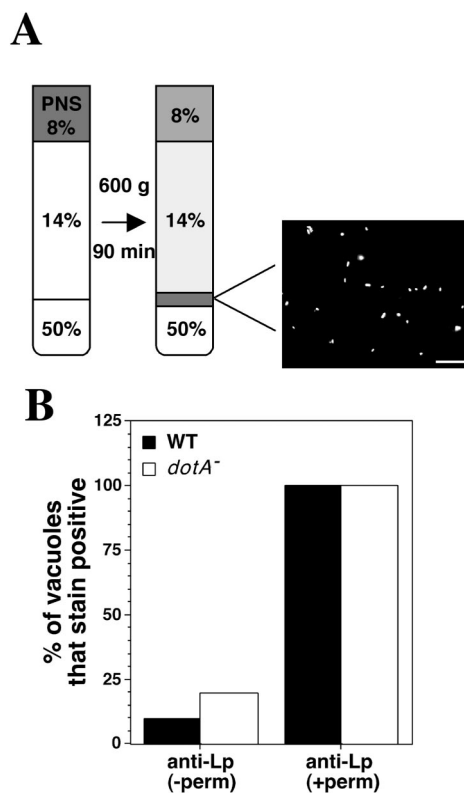 A
PNS
8%
8%
600 g
14%
14%
90 min
50%
50%
B
125
WT
dotA-
100
75
50
25
0
% of vacuoles
that stain positive
anti-Lp
(-perm)
anti-Lp
(+perm)